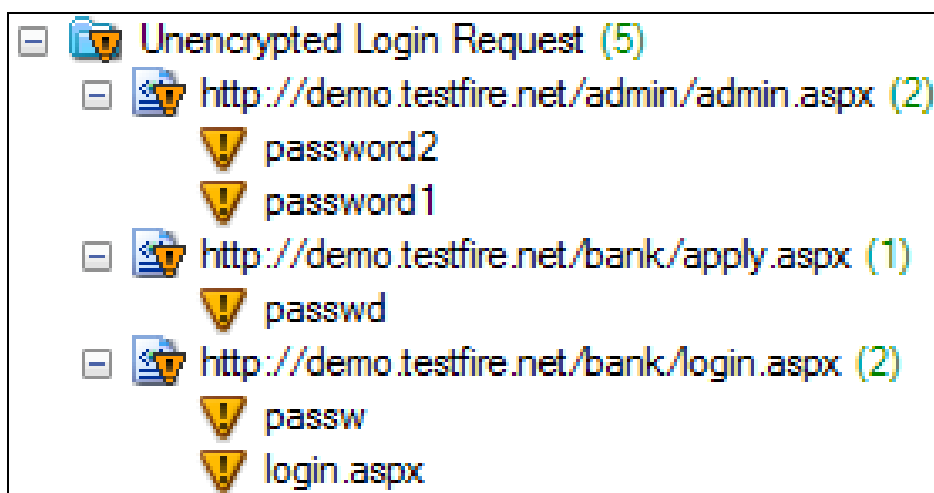 Unencrypted Login Request (5)
http://demo.testfire.net/admin/admin.aspx (2)
password2
password1
http://demo.testfire.net/bank/apply.aspx (1)
passwd
http://demo.testfire.net/bank/login.aspx (2)
passw
login.aspx